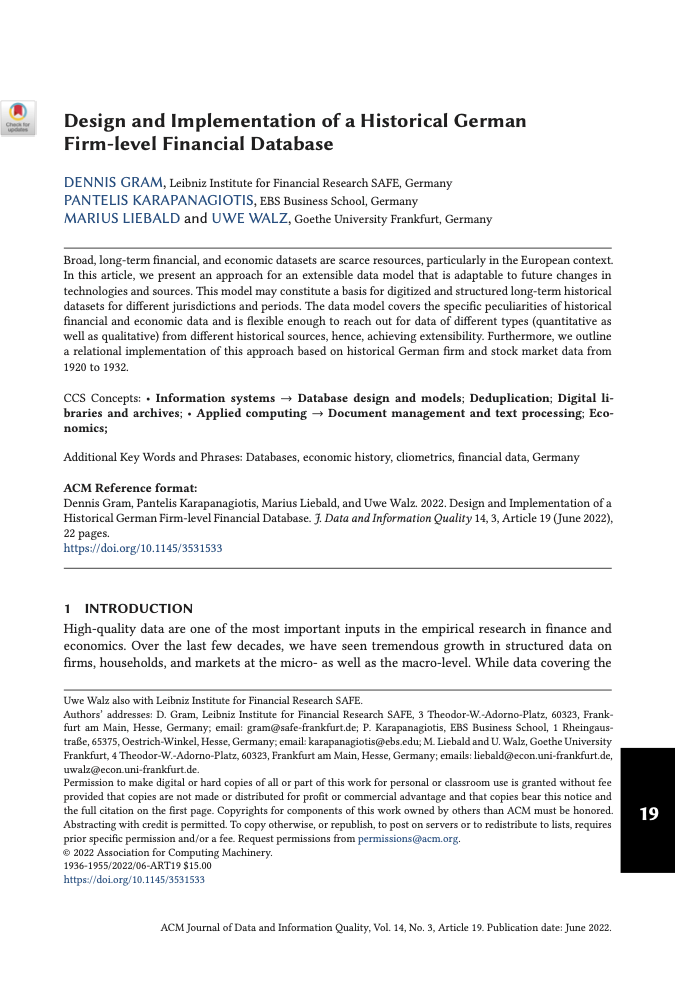 Check for
updates
Design and Implementation of a Historical German
Firm-level Financial Database
DENNIS GRAM, Leibniz Institute for Financial Research SAFE, Germany
PANTELIS KARAPANAGIOTIS, EBS Business School, Germany
MARIUS LIEBALD and UWE WALZ, Goethe University Frankfurt, Germany
Broad, long-term financial, and economic datasets are scarce resources, particularly in the European context.
In this article, we present an approach for an extensible data model that is adaptable to future changes in
technologies and sources. This model may constitute a basis for digitized and structured long-term historical
datasets for different jurisdictions and periods. The data model covers the specific peculiarities of historical
financial and economic data and is flexible enough to reach out for data of different types (quantitative as
well as qualitative) from different historical sources, hence, achieving extensibility. Furthermore, we outline
a relational implementation of this approach based on historical German firm and stock market data from
1920 to 1932.
CCS Concepts: • Information systems → Database design and models; Deduplication; Digital li-
braries and archives; • Applied computing → Document management and text processing; Eco-
nomics;
Additional Key Words and Phrases: Databases, economic history, cliometrics, financial data, Germany
ACM Reference format:
Dennis Gram, Pantelis Karapanagiotis, Marius Liebald, and Uwe Walz. 2022. Design and Implementation of a
Historical German Firm-level Financial Database. J. Data and Information Quality 14, 3, Article 19 (June 2022),
22 pages.
https://doi.org/10.1145/3531533
1 INTRODUCTION
High-quality data are one of the most important inputs in the empirical research in finance and
economics. Over the last few decades, we have seen tremendous growth in structured data on
firms, households, and markets at the micro- as well as the macro-level. While data covering the
Uwe Walz also with Leibniz Institute for Financial Research SAFE.
Authors' addresses: D. Gram, Leibniz Institute for Financial Research SAFE, 3 Theodor-W.-Adorno-Platz, 60323, Frank-
furt am Main, Hesse, Germany; email: gram@safe-frankfurt.de; P. Karapanagiotis, EBS Business School, 1 Rheingaus-
traße, 65375, Oestrich-Winkel, Hesse, Germany; email: karapanagiotis@ebs.edu; M. Liebald and U. Walz, Goethe University
Frankfurt, 4 Theodor-W.-Adorno-Platz, 60323, Frankfurt am Main, Hesse, Germany; emails: liebald@econ.uni-frankfurt.de,
uwalz@econ.uni-frankfurt.de.
Permission to make digital or hard copies of all or part of this work for personal or classroom use is granted without fee
provided that copies are not made or distributed for profit or commercial advantage and that copies bear this notice and
the full citation on the first page. Copyrights for components of this work owned by others than ACM must be honored.
Abstracting with credit is permitted. To copy otherwise, or republish, to post on servers or to redistribute to lists, requires
prior specific permission and/or a fee. Request permissions from permissions@acm.org.
© 2022 Association for Computing Machinery.
1936-1955/2022/06-ART19 $15.00
https://doi.org/10.1145/3531533
19
ACM Journal of Data and Information Quality, Vol. 14, No. 3, Article 19. Publication date: June 2022.